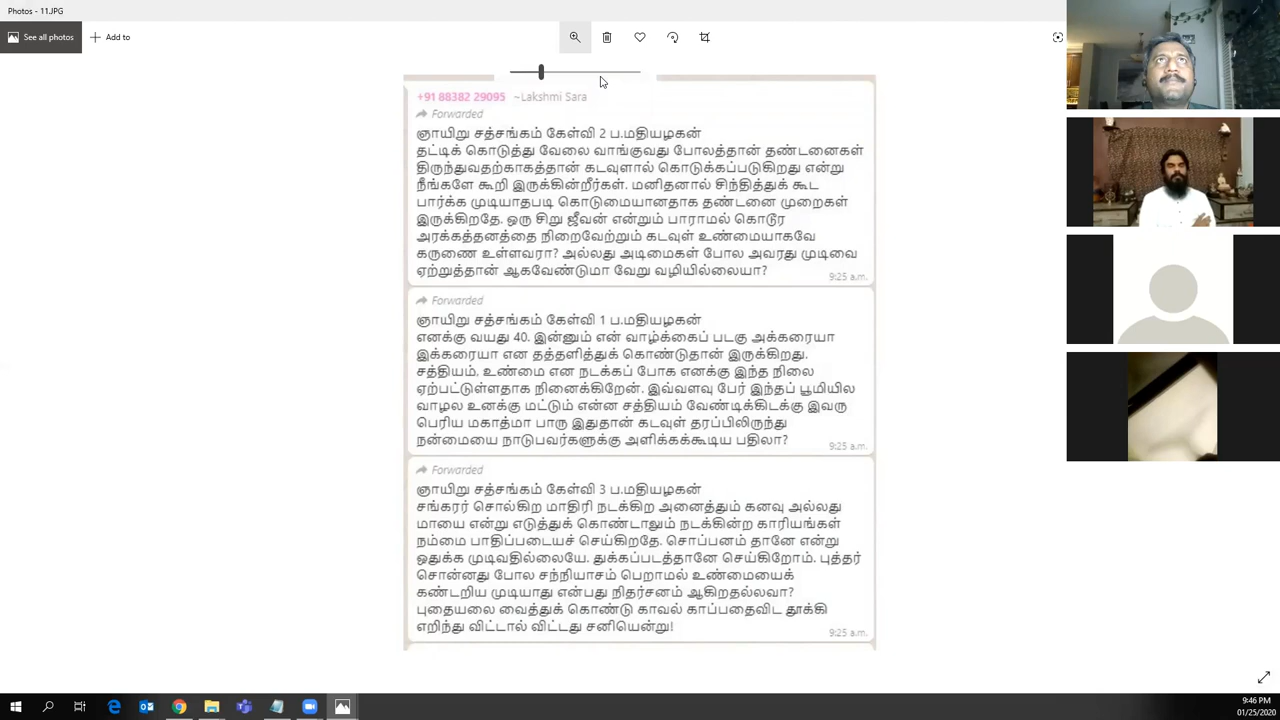 Photos - 11.JPG
See all photos
Add to
+91 88382 29095 ~Lakshmi Sara
Forwarded
ஞாயிறு சத்சங்கம் கேள்வி 2 ப.மதியழகன்
தட்டிக் கொடுத்து வேலை வாங்குவது போலத்தான் தண்டனைகள்
திருந்துவதற்காகத்தான் கடவுளால் கொடுக்கப்படுகிறது என்று
நீங்களே கூறி இருக்கின்றீர்கள். மனிதனால் சிந்தித்துக் கூட
பார்க்க முடியாதபடி கொடுமையானதாக தண்டனை முறைகள்
இருக்கிறதே. ஒரு சிறு ஜீவன் என்றும் பாராமல் கொடூர
அரக்கத்தனத்தை நிறைவேற்றும் கடவுள் உண்மையாகவே
கருணை உள்ளவரா? அல்லது அடிமைகள் போல அவரது முடிவை
ஏற்றுத்தான் ஆகவேண்டுமா வேறு வழியில்லையா?
9:25 a.m.
Forwarded
ஞாயிறு சத்சங்கம் கேள்வி 1 ப.மதியழகன்
எனக்கு வயது 40. இன்னும் என் வாழ்க்கைப் படகு அக்கரையா
இக்கரையா என தத்தளித்துக் கொண்டுதான் இருக்கிறது.
சத்தியம், உண்மை என நடக்கப் போக எனக்கு இந்த நிலை
ஏற்பட்டுள்ளதாக நினைக்கிறேன். இவ்வளவு பேர் இந்தப் பூமியில
வாழல உனக்கு மட்டும் என்ன சத்தியம் வேண்டிக்கிடக்கு இவரு
பெரிய மகாத்மா பாரு இதுதான் கடவுள் தரப்பிலிருந்து
நன்மையை நாடுபவர்களுக்கு அளிக்கக்கூடிய பதிலா?
9:25 a.m.
Forwarded
ஞாயிறு சத்சங்கம் கேள்வி 3 ப.மதியழகன்
சங்கரர் சொல்கிற மாதிரி நடக்கிற அனைத்தும் கனவு அல்லது
மாயை என்று எடுத்துக் கொண்டாலும் நடக்கின்ற காரியங்கள்
நம்மை பாதிப்படையச் செய்கிறதே. சொப்பனம் தானே என்று
ஒதுக்க முடிவதில்லையே. துக்கப்படத்தானே செய்கிறோம். புத்தர்
சொன்னது போல சந்நியாசம் பெறாமல் உண்மையைக்
கண்டறிய முடியாது என்பது நிதர்சனம் ஆகிறதல்லவா?
புதையலை வைத்துக் கொண்டு காவல் காப்பதைவிட தூக்கி
எறிந்து விட்டால் விட்டது சனியென்று!
9:25 a.m.
9:46 PM
01/25/2020